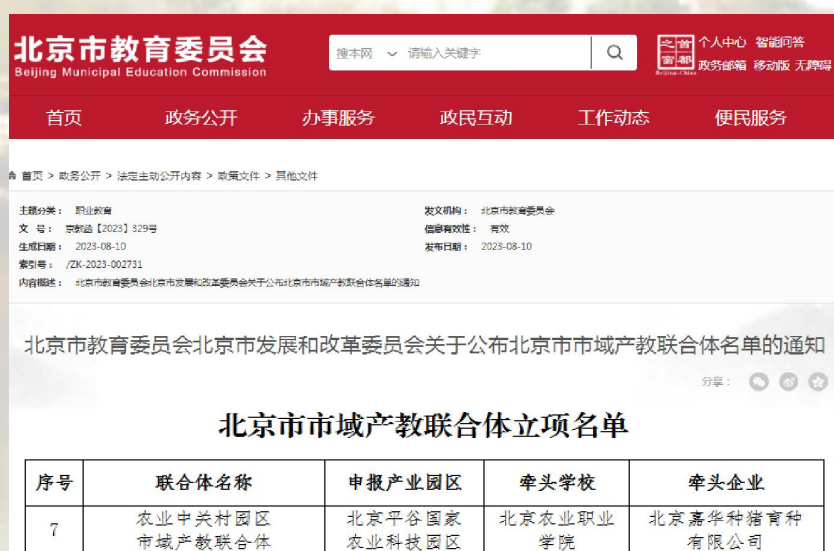 北京市教育委员会
Beijing Municipal Education Commission
搜本网 请输入关键字
首都之窗
Beijing-China
个人中心 智能问答
政务邮箱 移动版 无障碍
首页 政务公开 办事服务 政民互动 工作动态 便民服务
首页 > 政务公开 > 法定主动公开内容 > 政策文件 > 其他文件
主题分类： 职业教育 发文机构： 北京市教育委员会
文 号： 京教函【2023】329号 信息有效性： 有效
生成日期： 2023-08-10 发布日期： 2023-08-10
索引号： /ZK-2023-002731
内容概述： 北京市教育委员会北京市发展和改革委员会关于公布北京市市域产教联合体名单的通知
北京市教育委员会北京市发展和改革委员会关于公布北京市市域产教联合体名单的通知
分享：
北京市市域产教联合体立项名单
序号 联合体名称 申报产业园区 牵头学校 牵头企业
7 农业中关村园区 北京平谷国家 北京农业职业 北京嘉华种猪育种
市域产教联合体 农业科技园区 学院 有限公司